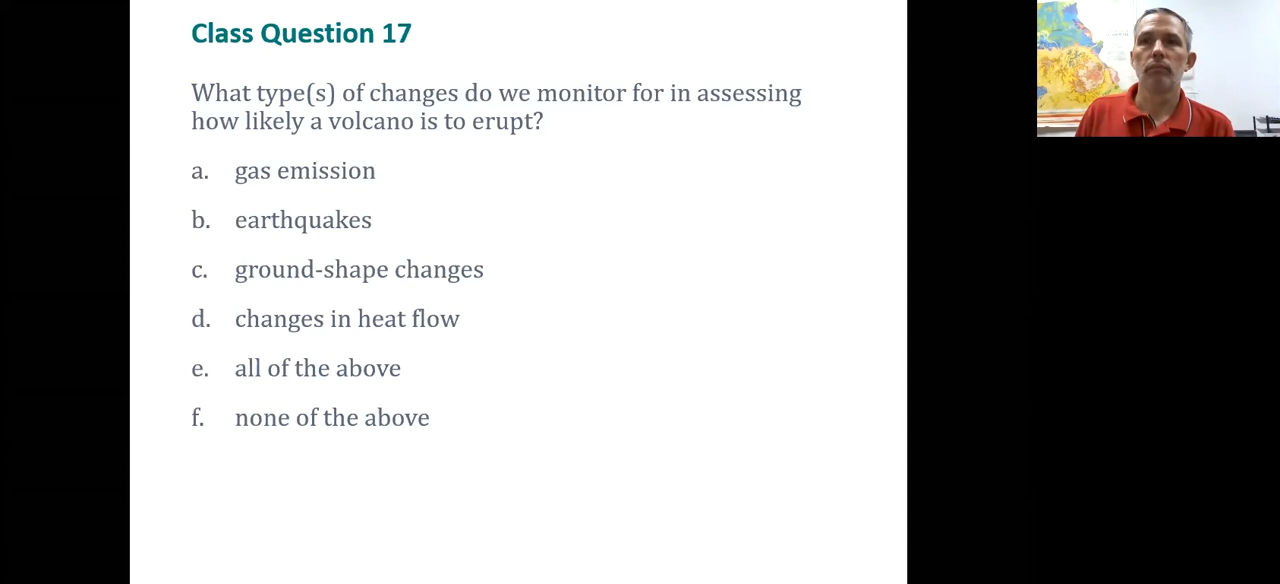 Class Question 17
What type(s) of changes do we monitor for in assessing
how likely a volcano is to erupt?
a. gas emission
b. earthquakes
c. ground-shape changes
d. changes in heat flow
e. all of the above
f. none of the above